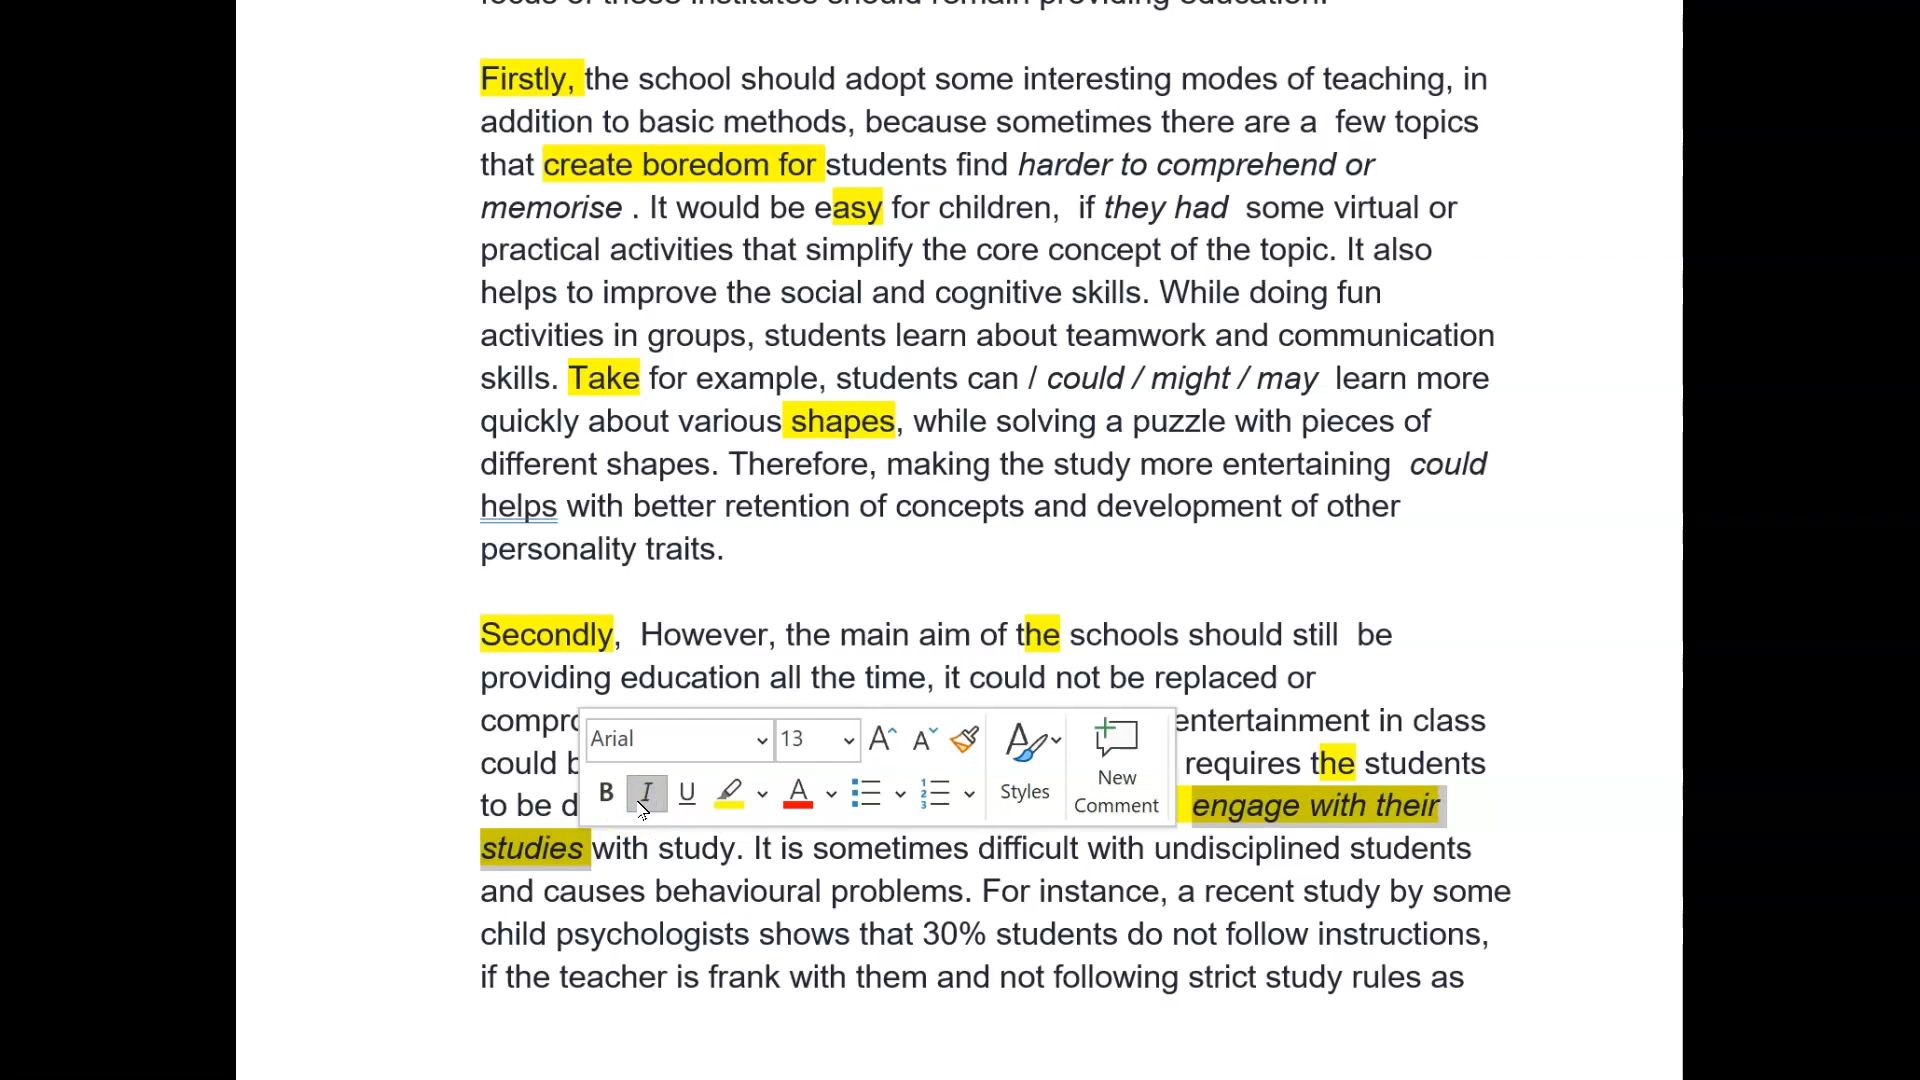 Firstly, the school should adopt some interesting modes of teaching, in
addition to basic methods, because sometimes there are a  few topics
that create boredom for students find harder to comprehend or
memorise . It would be easy for children,  if they had  some virtual or
practical activities that simplify the core concept of the topic. It also
helps to improve the social and cognitive skills. While doing fun
activities in groups, students learn about teamwork and communication
skills. Take for example, students can / could / might / may  learn more
quickly about various shapes, while solving a puzzle with pieces of
different shapes. Therefore, making the study more entertaining  could
helps with better retention of concepts and development of other
personality traits.
Secondly,  However, the main aim of the schools should still  be
providing education all the time, it could not be replaced or
entertainment in class
Arial 13
could
requires the students
B I U
Styles
New
Comment
to be
engage with their
studies with study. It is sometimes difficult with undisciplined students
and causes behavioural problems. For instance, a recent study by some
child psychologists shows that 30% students do not follow instructions,
if the teacher is frank with them and not following strict study rules as